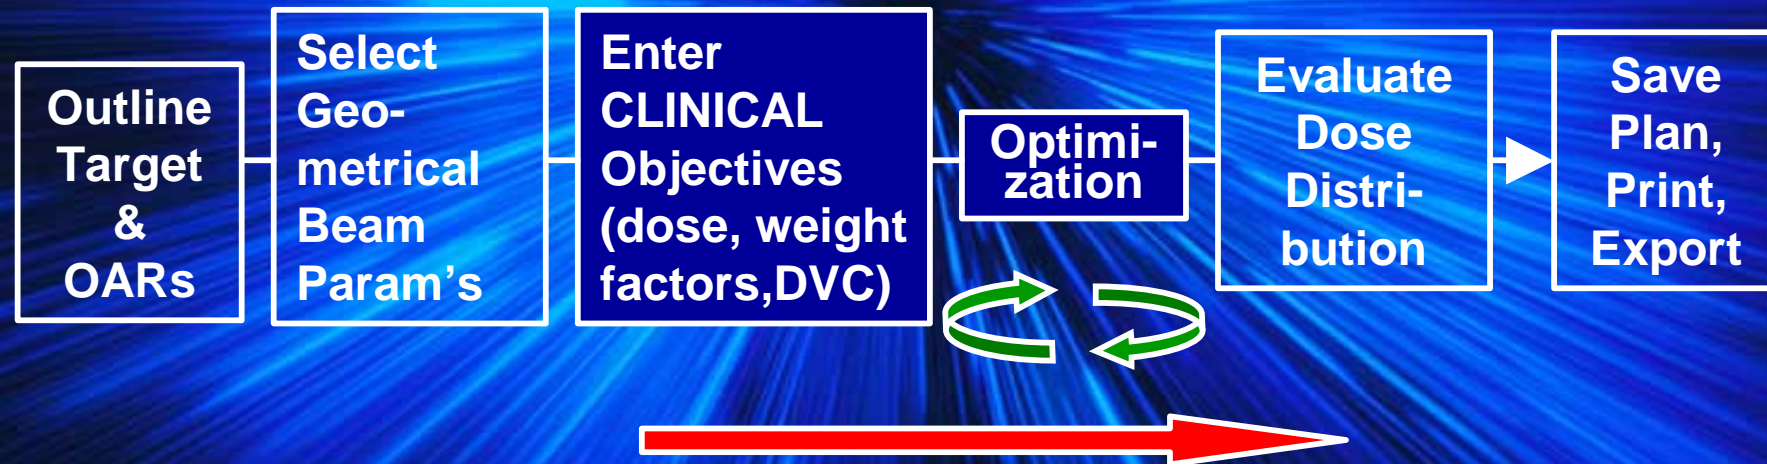 Outline
Target
&
OARs
Select
Geo-
metrical
Beam
Param’s
Enter
CLINICAL
Objectives
(dose, weight
factors,DVC)
Optimi-
zation
Evaluate
Dose
Distri-
bution
Save
Plan,
Print,
Export